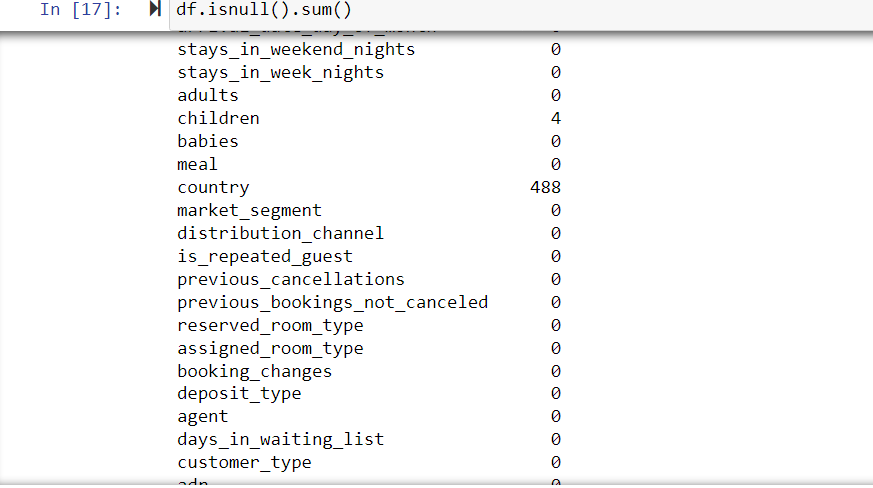 In [17]: df.isnull().sum()
stays_in_weekend_nights 0
stays_in_week_nights 0
adults 0
children 4
babies 0
meal 0
country 488
market_segment 0
distribution_channel 0
is_repeated_guest 0
previous_cancellations 0
previous_bookings_not_canceled 0
reserved_room_type 0
assigned_room_type 0
booking_changes 0
deposit_type 0
agent 0
days_in_waiting_list 0
customer_type 0
adr 0